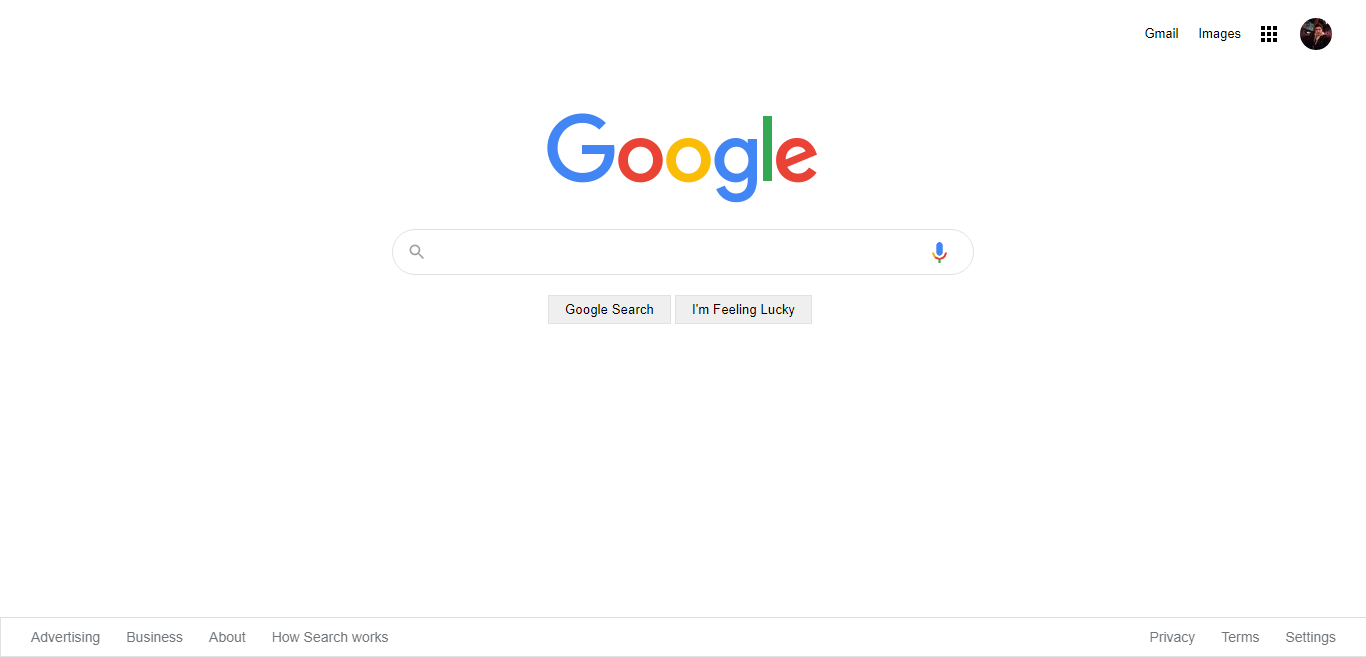 Gmail Images
Google
Google Search I'm Feeling Lucky
Advertising Business About How Search works Privacy Terms Settings